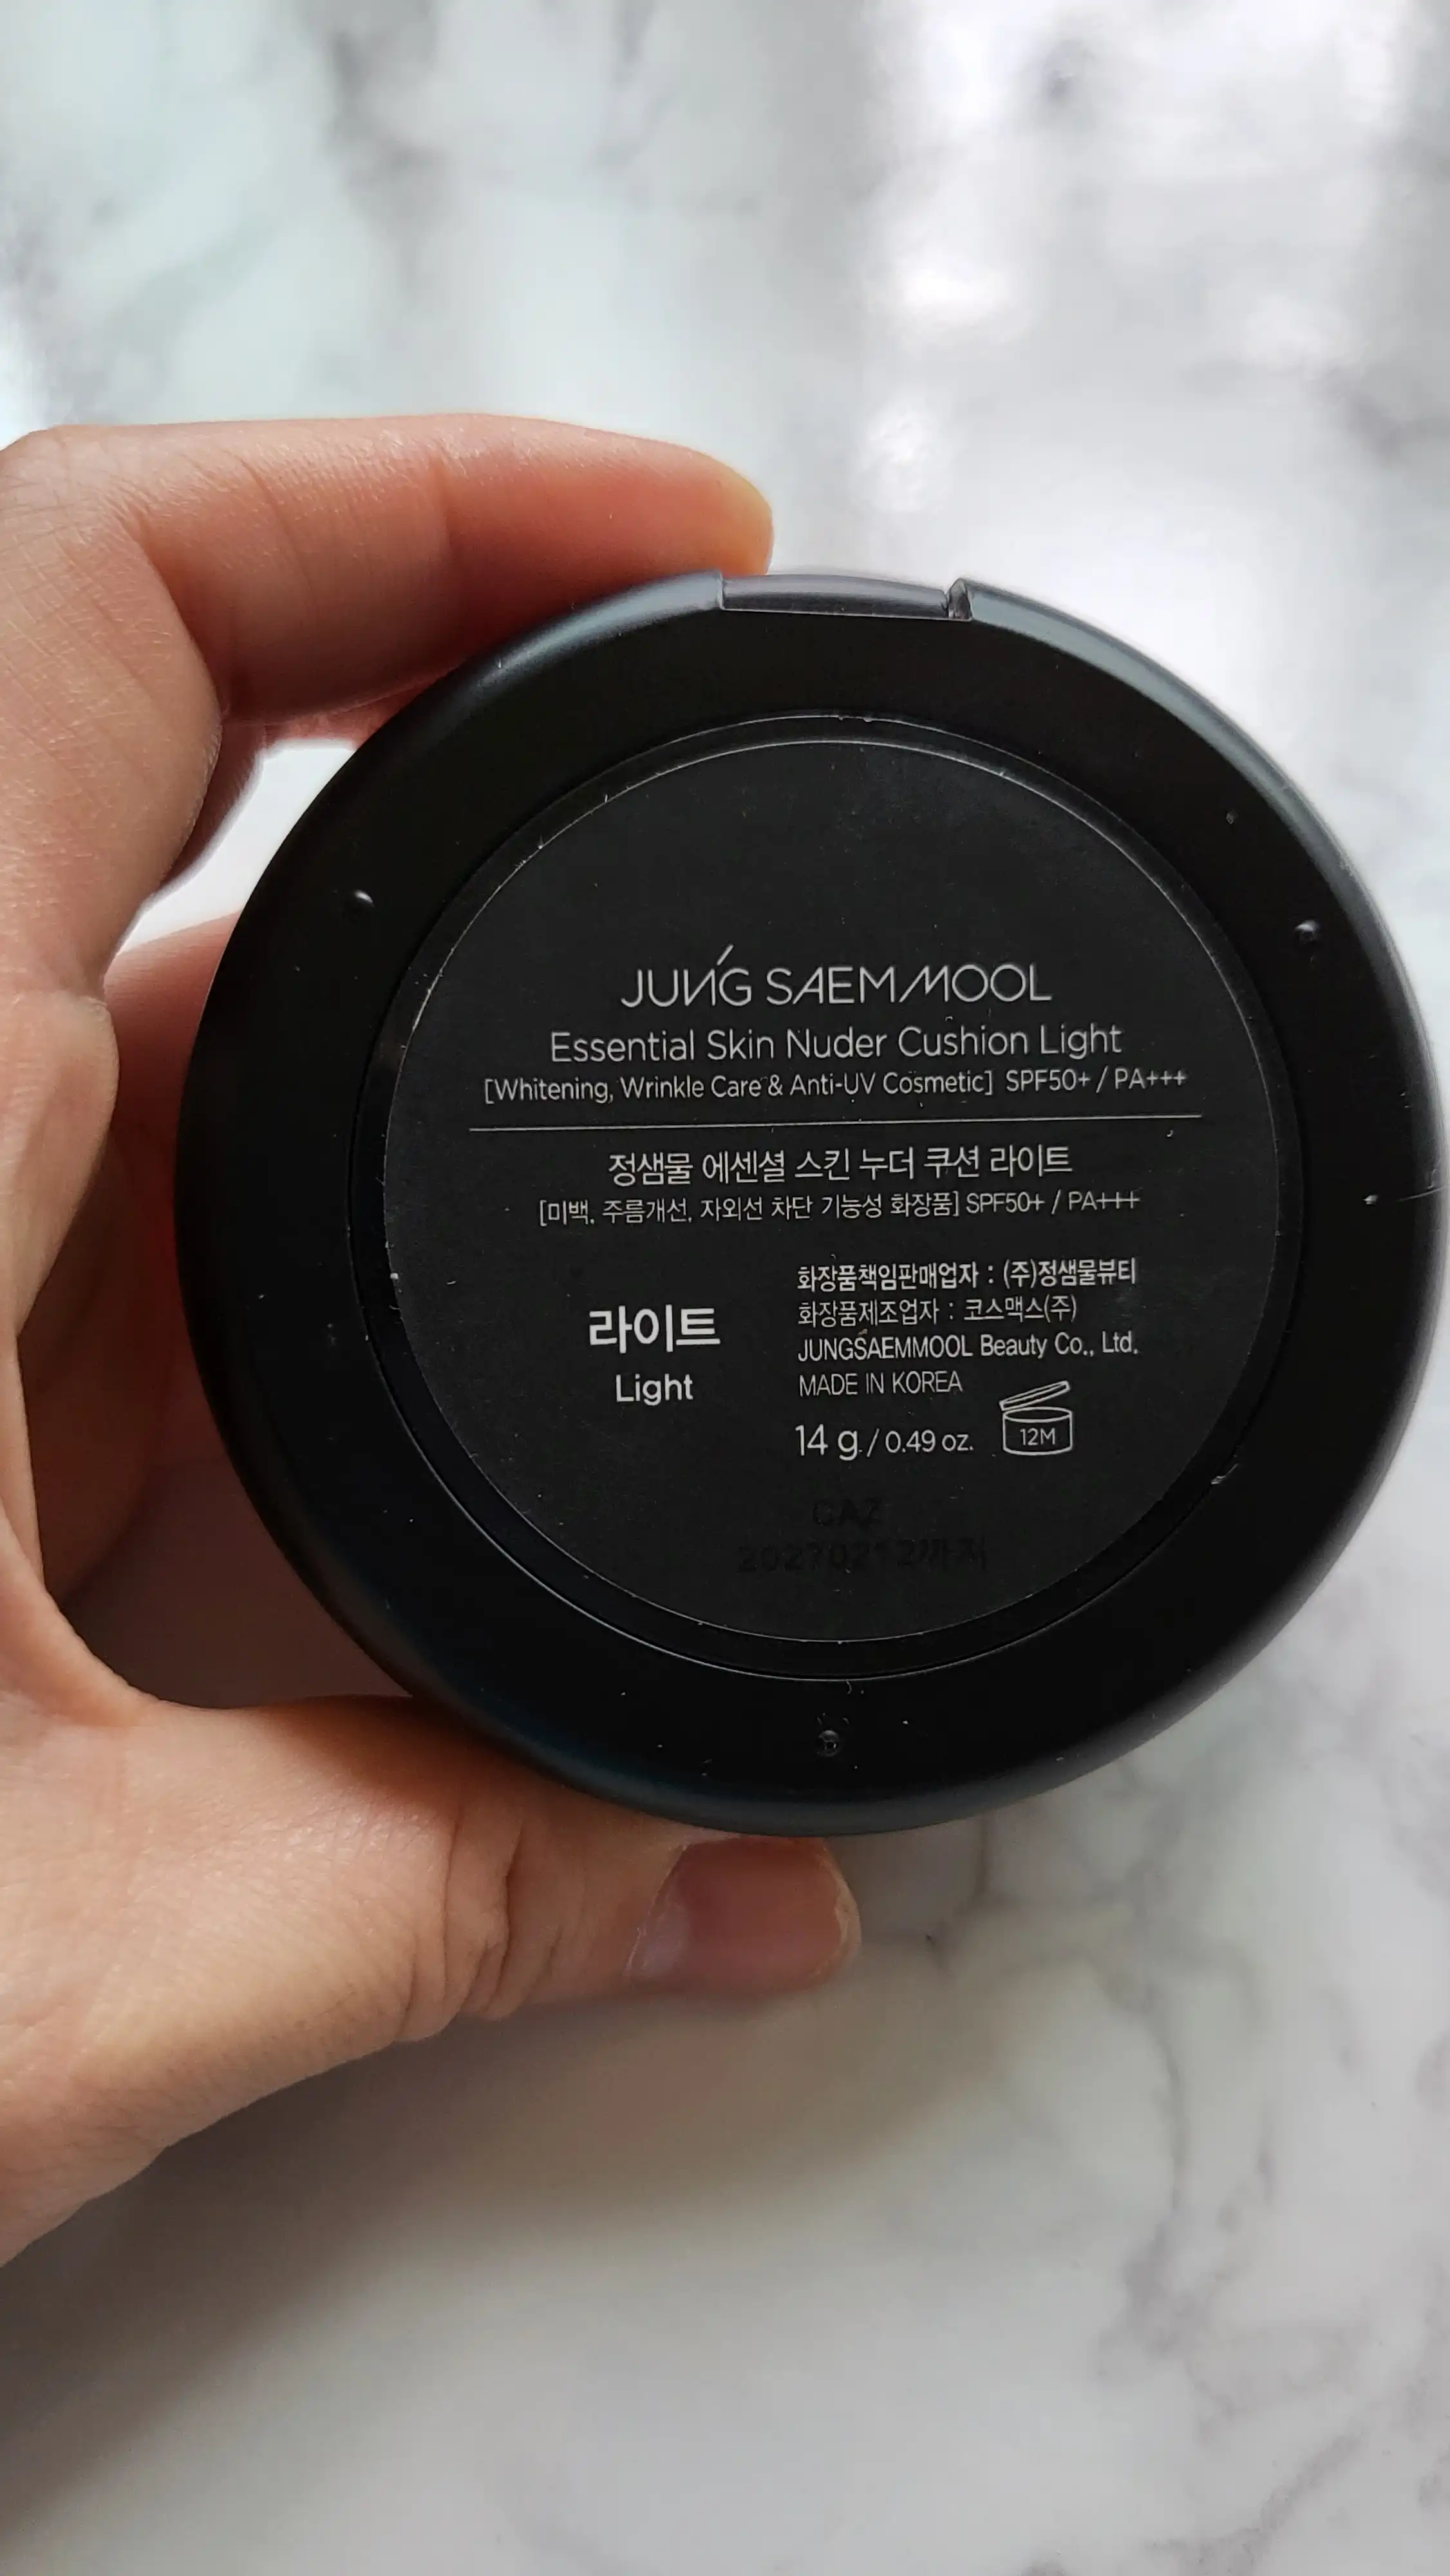 JUNG SAEM MOOL
Essential Skin Nuder Cushion Light
[Whitening, Wrinkle Care & Anti-UV Cosmetic] SPF50+ / PA+++
정샘물 에센셜 스킨 누더 쿠션 라이트
[미백, 주름개선, 자외선 차단 기능성 화장품] SPF50+ / PA+++
라이트
Light
화장품책임판매업자 : (주)정샘물뷰티
화장품제조업자 : 코스맥스(주)
JUNGSAEMMOOL Beauty Co., Ltd.
MADE IN KOREA
14 g / 0.49 oz.
12M